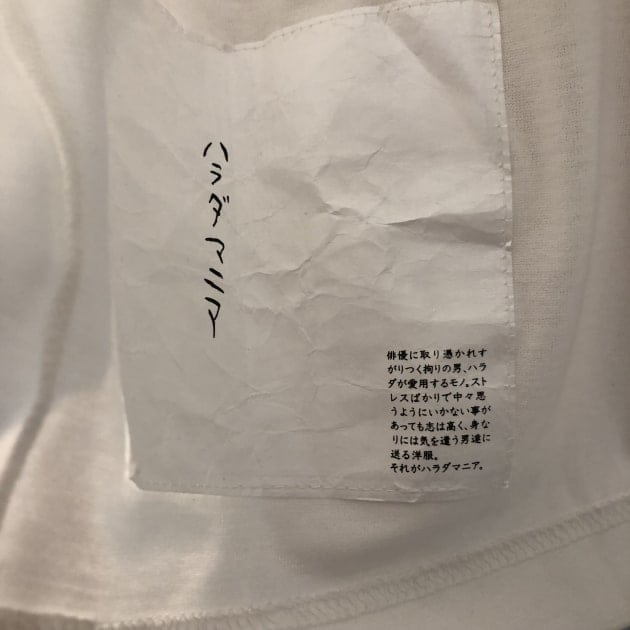 ハラダマニア
俳優に取り憑かれす
がりつく拘りの男、ハラ
ダが愛用するモノ。スト
レスばかりで中々思
うようにいかない事が
あっても志は高く、身な
りには気を遣う男達に
送る洋服。
それがハラダマニア。